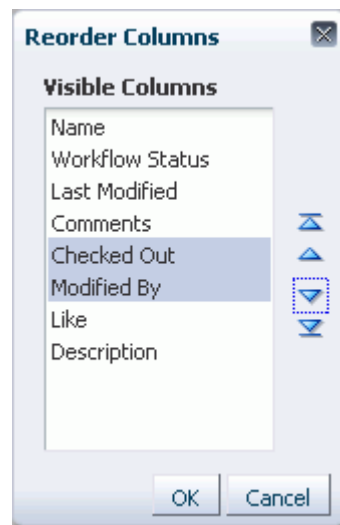 Reorder Columns
Visible Columns
Name
Workflow Status
Last Modified
Comments
Checked Out
Modified By
Like
Description
OK Cancel